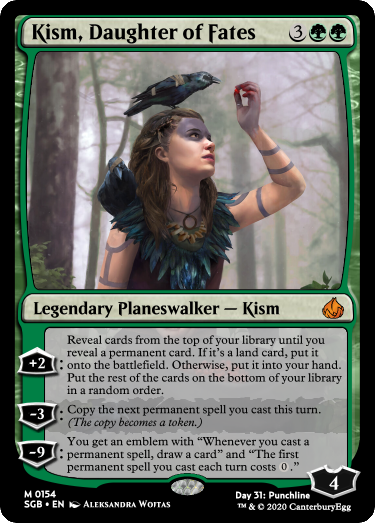 Kism, Daughter of Fates 3
Legendary Planeswalker — Kism
Reveal cards from the top of your library until
you reveal a permanent card. If it's a land card, put it
+2 onto the battlefield. Otherwise, put it into your hand.
Put the rest of the cards on the bottom of your library
in a random order.
-3 Copy the next permanent spell you cast this turn.
(The copy becomes a token.)
You get an emblem with “Whenever you cast a
-9 permanent spell, draw a card” and “The first
permanent spell you cast each turn costs 0.”
4
M 0154
SGB • EN Aleksandra Wojtas
Day 31: Punchline
™ & © 2020 CanterburyEgg